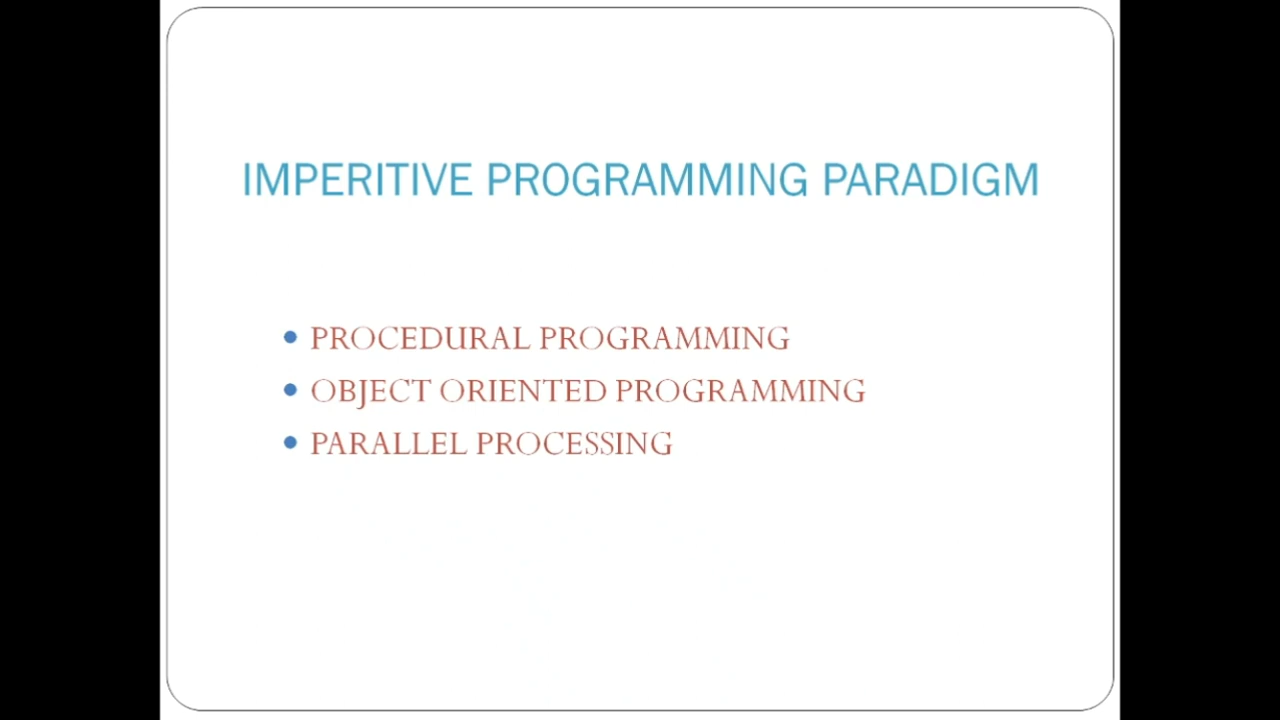 IMPERITIVE PROGRAMMING PARADIGM
PROCEDURAL PROGRAMMING
OBJECT ORIENTED PROGRAMMING
PARALLEL PROCESSING